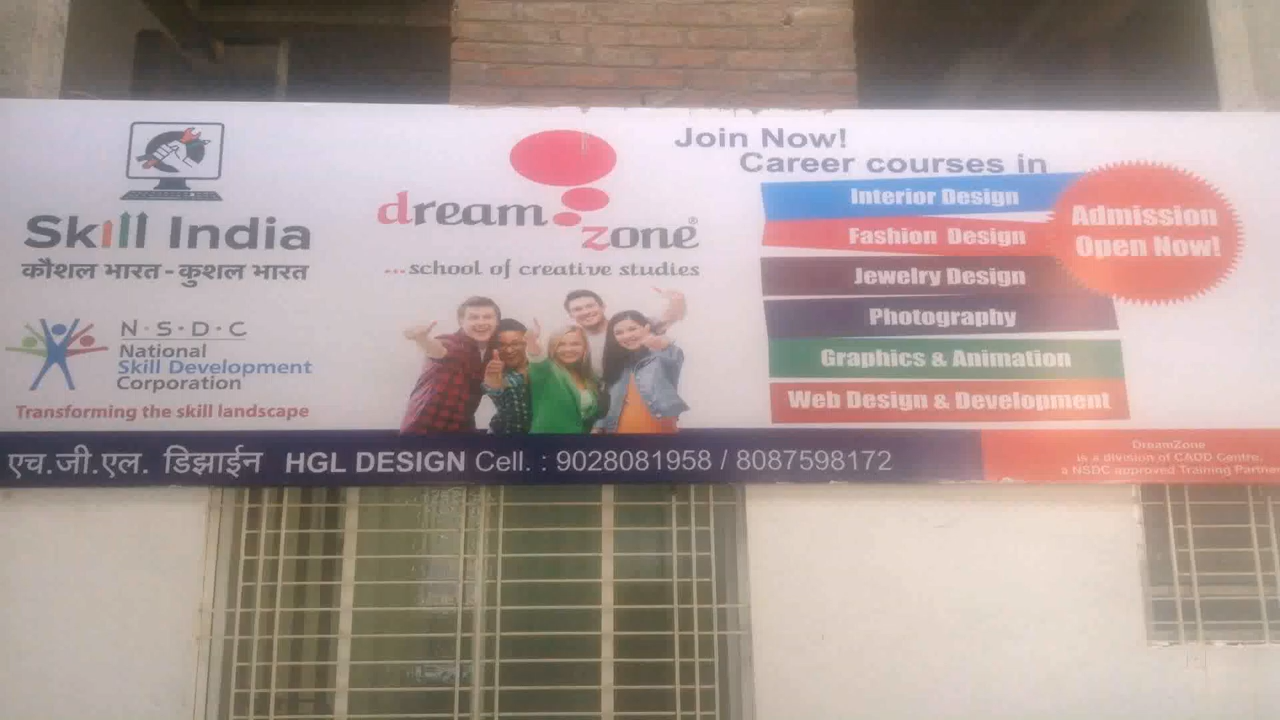 Skill India
कौशल भारत - कुशल भारत
N·S·D·C
National
Skill Development
Corporation
Transforming the skill landscape
dream
zone®
...school of creative studies
Join Now!
Career courses in
Interior Design
Fashion Design
Jewelry Design
Photography
Graphics & Animation
Web Design & Development
Admission
Open Now!
एच.जी.एल. डिझाईन HGL DESIGN Cell. : 9028081958 / 8087598172
DreamZone
is a division of CADD Centre,
a NSDC approved Training Partner